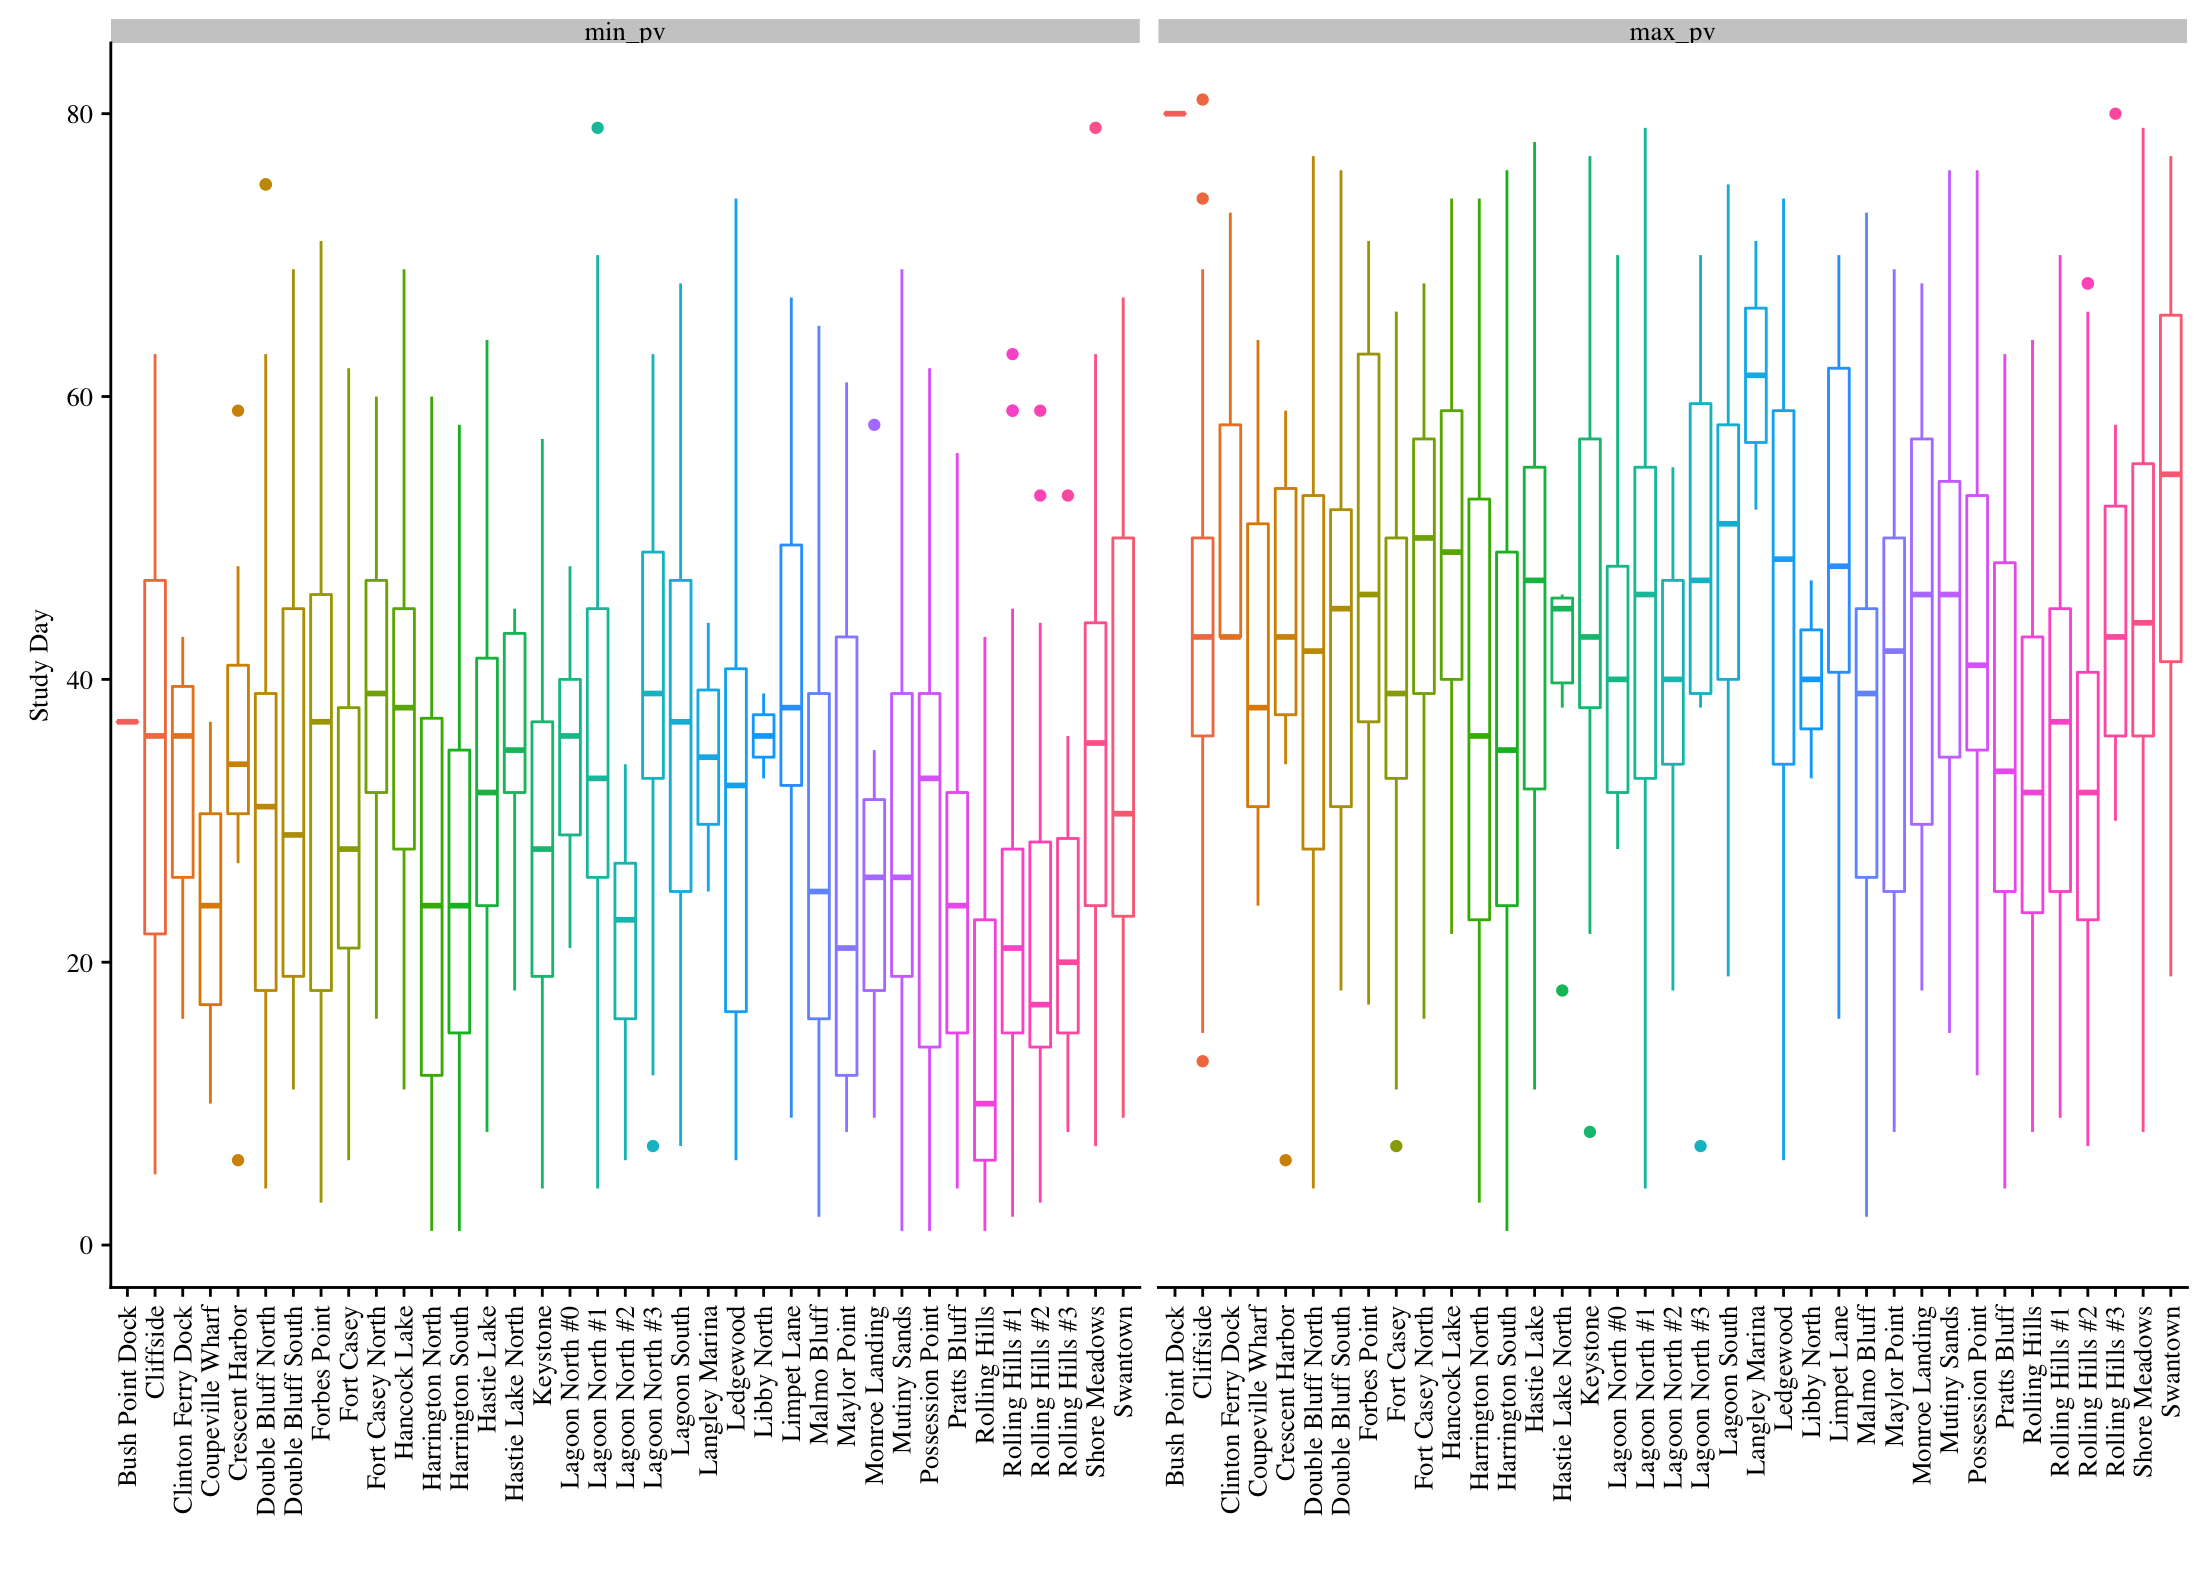 min_pv
max_pv
Study Day
80
60
40
20
0
Bush Point Dock
Cliffside
Clinton Ferry Dock
Coupeville Wharf
Crescent Harbor
Double Bluff North
Double Bluff South
Forbes Point
Fort Casey
Fort Casey North
Hancock Lake
Harrington North
Harrington South
Hastie Lake
Hastie Lake North
Keystone
Lagoon North #0
Lagoon North #1
Lagoon North #2
Lagoon North #3
Lagoon South
Langley Marina
Ledgewood
Libby North
Limpet Lane
Malmo Bluff
Maylor Point
Monroe Landing
Mutiny Sands
Possession Point
Pratts Bluff
Rolling Hills
Rolling Hills #1
Rolling Hills #2
Rolling Hills #3
Shore Meadows
Swantown
Bush Point Dock
Cliffside
Clinton Ferry Dock
Coupeville Wharf
Crescent Harbor
Double Bluff North
Double Bluff South
Forbes Point
Fort Casey
Fort Casey North
Hancock Lake
Harrington North
Harrington South
Hastie Lake
Hastie Lake North
Keystone
Lagoon North #0
Lagoon North #1
Lagoon North #2
Lagoon North #3
Lagoon South
Langley Marina
Ledgewood
Libby North
Limpet Lane
Malmo Bluff
Maylor Point
Monroe Landing
Mutiny Sands
Possession Point
Pratts Bluff
Rolling Hills
Rolling Hills #1
Rolling Hills #2
Rolling Hills #3
Shore Meadows
Swantown